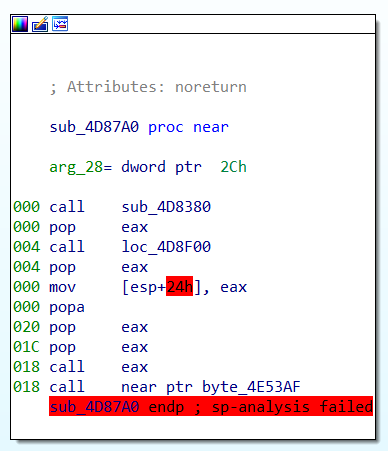 ; Attributes: noreturn
sub_4D87A0 proc near
arg_28= dword ptr  2Ch
000 call    sub_4D8380
000 pop     eax
004 call    loc_4D8F00
004 pop     eax
000 mov     [esp+24h], eax
000 popa
020 pop     eax
01C pop     eax
018 call    eax
018 call    near ptr byte_4E53AF
sub_4D87A0 endp ; sp-analysis failed